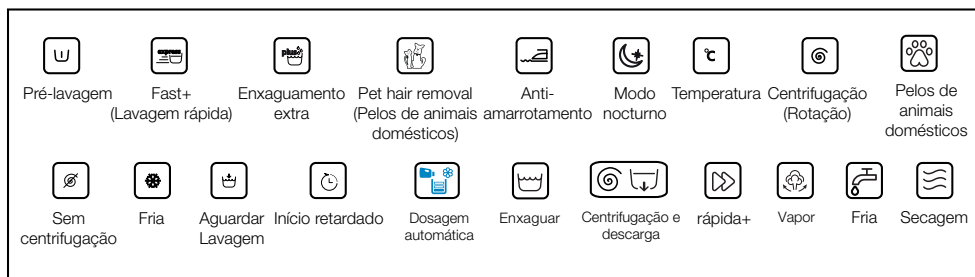 express
plus
℃
Pré-lavagem Fast+ Enxaguamento Pet hair removal Anti- Modo Temperatura Centrifugação Pelos de
(Lavagem rápida) extra (Pelos de animais amarrotamento nocturno (Rotação) animais
domésticos) domésticos
Sem Fria Aguardar Início retardado Dosagem Enxaguar Centrifugação e rápida+ Vapor Fria Secagem
centrifugação Lavagem automática descarga